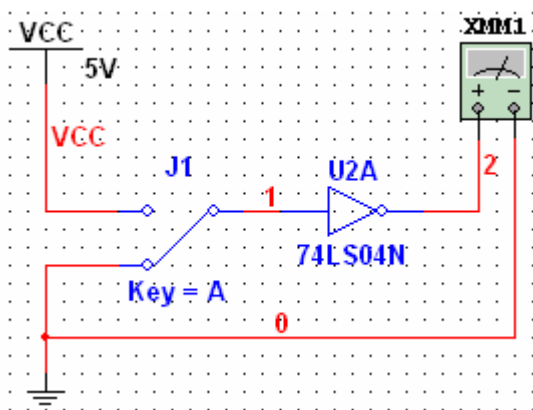 VCC
XMM1
5V
+ -
VCC
J1
U2A
2
1
74LS04N
Key = A
0